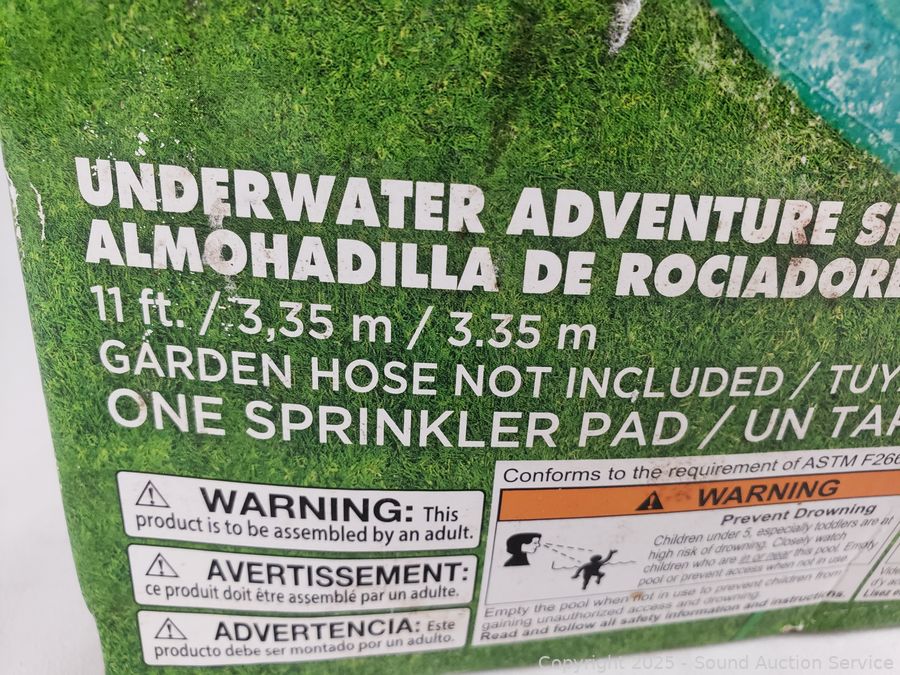 UNDERWATER ADVENTURE
ALMOHADILLA DE ROCIADORE
11 ft. / 3,35 m / 3.35 m
GARDEN HOSE NOT INCLUDED / TUY
ONE SPRINKLER PAD / UN TA
WARNING: This
product is to be assembled by an adult.
AVERTISSEMENT:
ce produit doit être assemblé par un adulte.
ADVERTENCIA: Este
producto debe ser montado por un adulto.
Conforms to the requirement of ASTM F266
WARNING
Prevent Drowning
Children under 5, especially toddlers are at
high risk of drowning. Closely watch
children who are in or near this pool. Empty
pool or prevent access when not in use.
Empty the pool when not in use to prevent children from
gaining unauthorized access and drowning.
Read and follow all safety information and instructions.
Copyright 2025 - Sound Auction Service